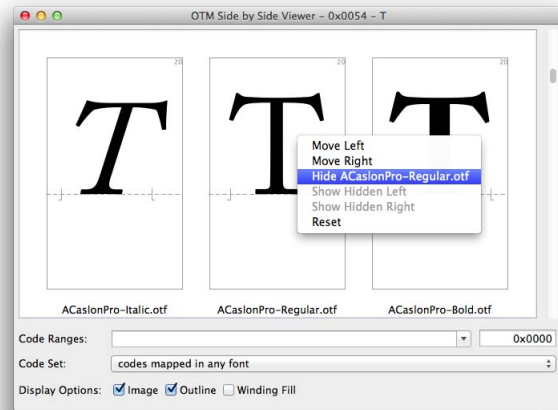 OTM Side by Side Viewer - 0x0054 - T
20 20 20
T T T
Move Left
Move Right
Hide ACaslonPro-Regular.otf
Show Hidden Left
Show Hidden Right
Reset
ACaslonPro-Italic.otf ACaslonPro-Regular.otf ACaslonPro-Bold.otf
Code Ranges: 0x0000
Code Set: codes mapped in any font
Display Options: Image Outline Winding Fill